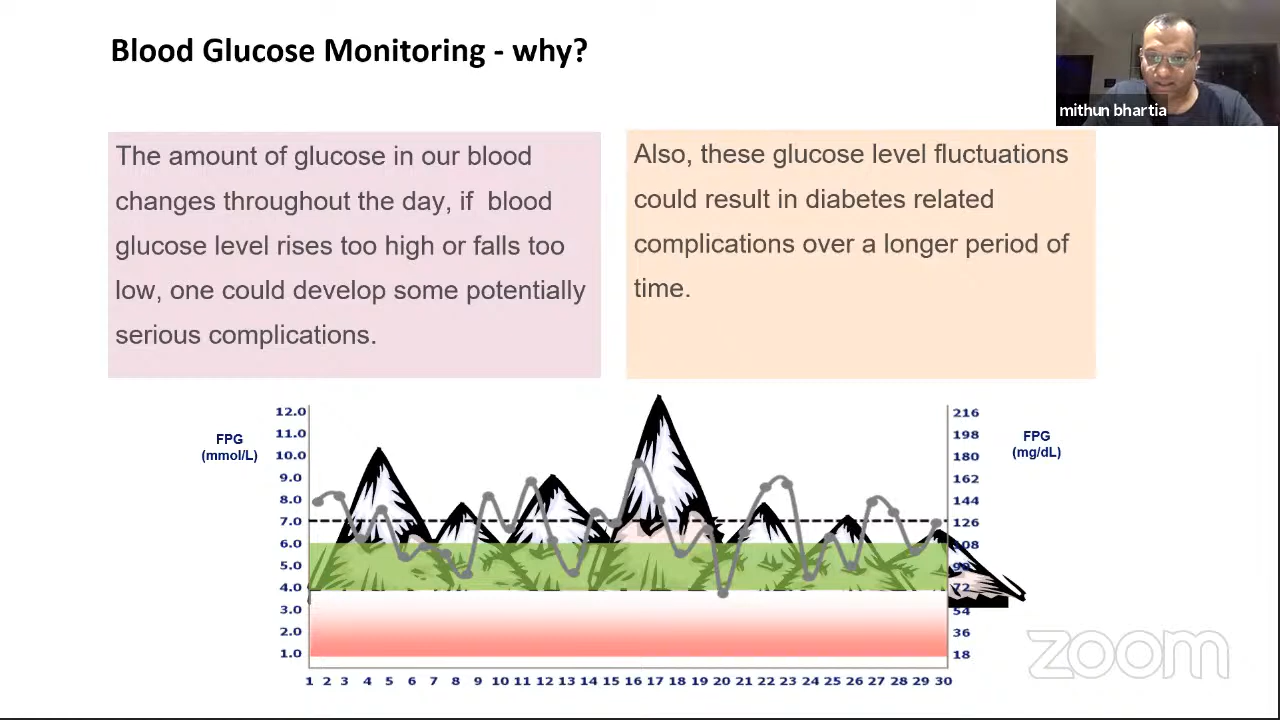 Blood Glucose Monitoring - why?
mithun bhartia
The amount of glucose in our blood
changes throughout the day, if blood
glucose level rises too high or falls too
low, one could develop some potentially
serious complications.
Also, these glucose level fluctuations
could result in diabetes related
complications over a longer period of
time.
FPG
(mmol/L)
12.0
11.0
10.0
9.0
8.0
7.0
6.0
5.0
4.0
3.0
2.0
1.0
216
198
180
162
144
126
108
90
72
54
36
18
FPG
(mg/dL)
1 2 3 4 5 6 7 8 9 10 11 12 13 14 15 16 17 18 19 20 21 22 23 24 25 26 27 28 29 30
zoom